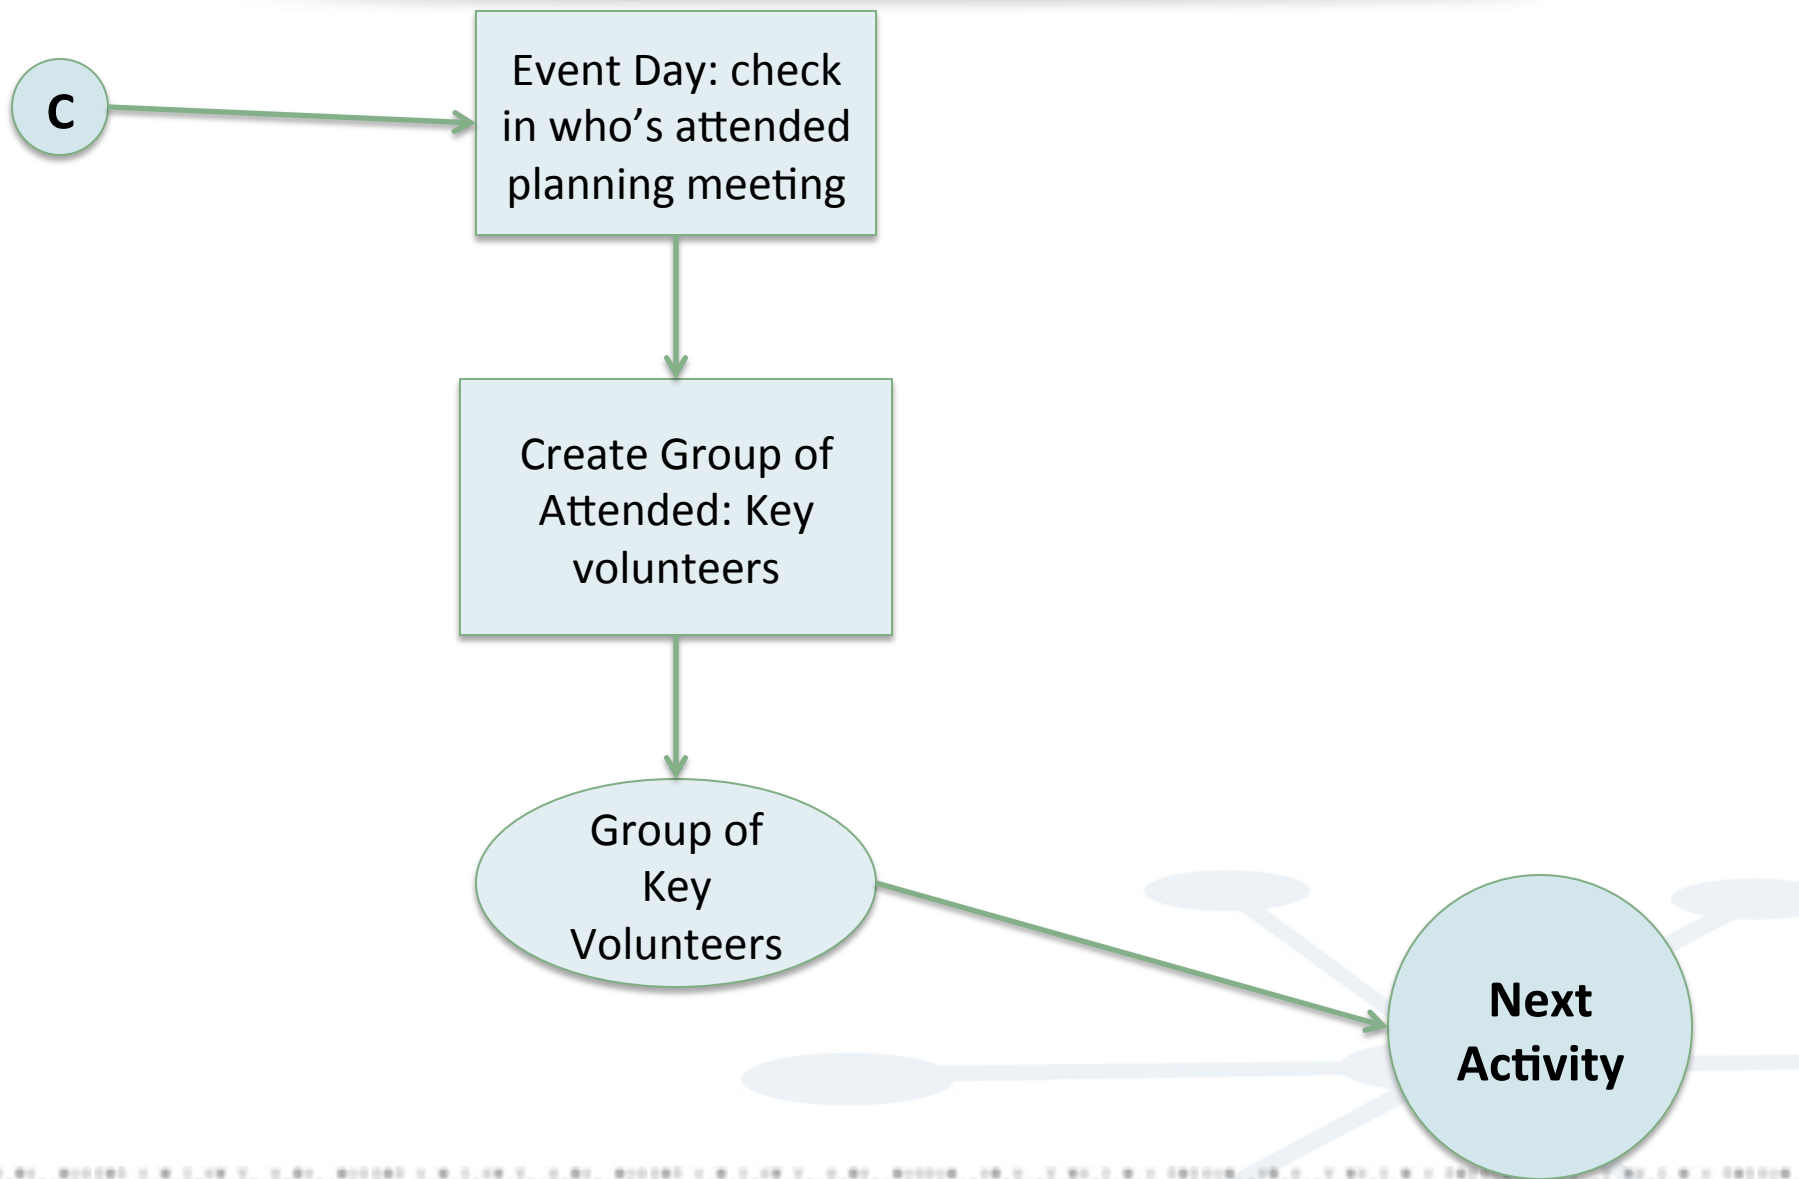 C
Event Day: check
in who’s attended
planning meeting
Create Group of
Attended: Key
volunteers
Group of
Key
Volunteers
Next
Activity